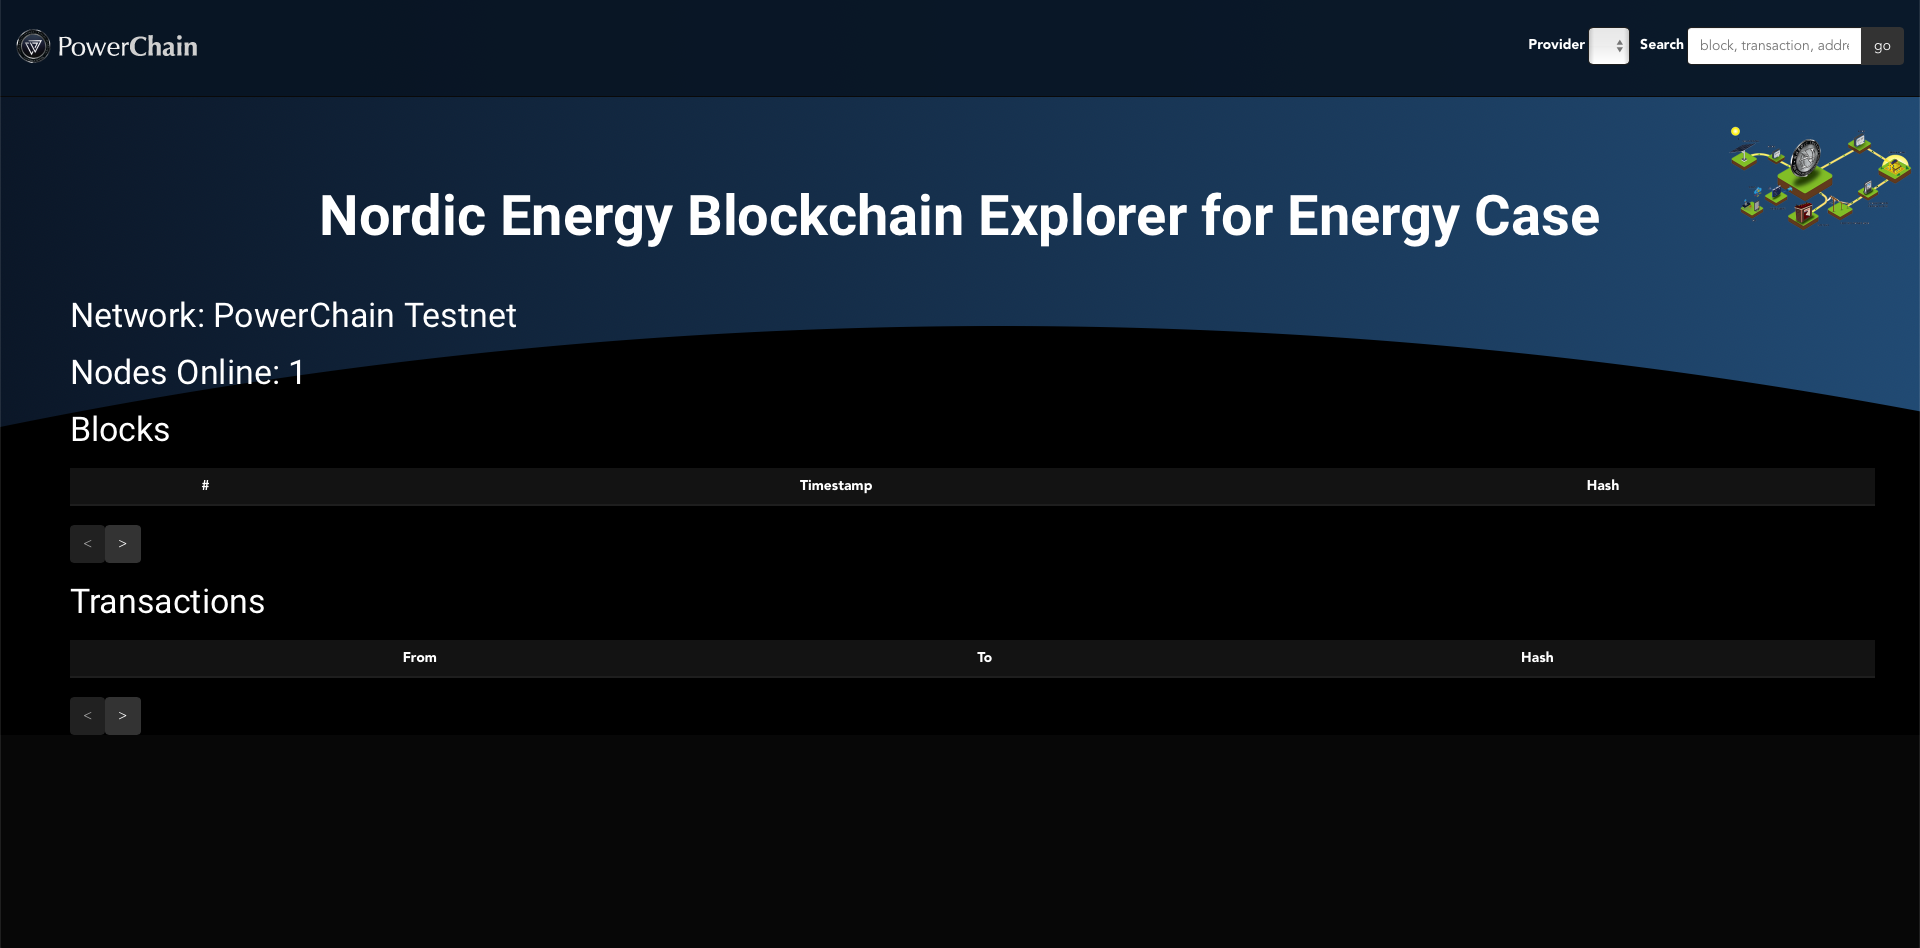 PowerChain
Provider
Search
block, transaction, addre
go
Nordic Energy Blockchain Explorer for Energy Case
Network: PowerChain Testnet
Nodes Online: 1
Blocks
# Timestamp Hash
< >
Transactions
From To Hash
< >